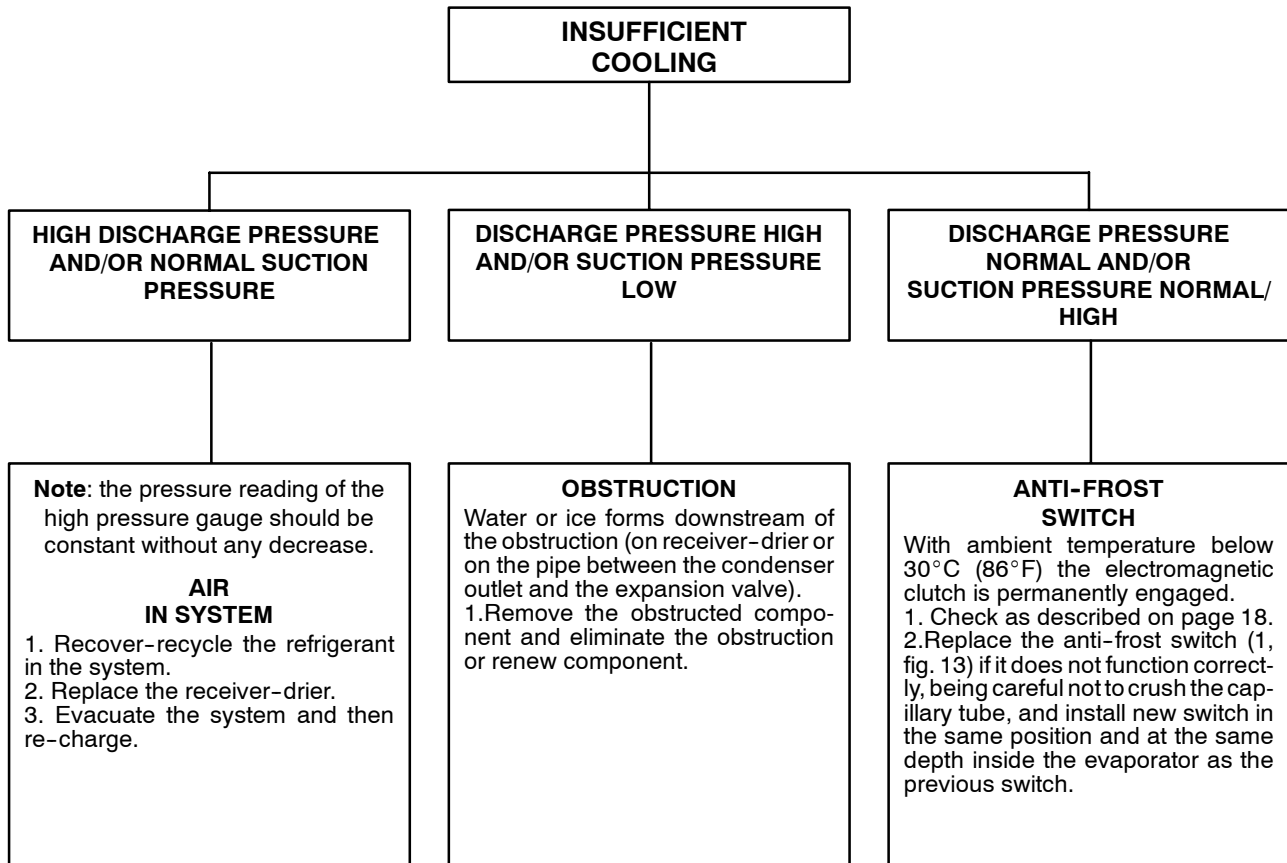 INSUFFICIENT
COOLING
HIGH DISCHARGE PRESSURE
AND/OR NORMAL SUCTION
PRESSURE
DISCHARGE PRESSURE HIGH
AND/OR SUCTION PRESSURE
LOW
DISCHARGE PRESSURE
NORMAL AND/OR
SUCTION PRESSURE NORMAL/
HIGH
Note: the pressure reading of the
high pressure gauge should be
constant without any decrease.
AIR
IN SYSTEM
1. Recover-recycle the refrigerant
in the system.
2. Replace the receiver-drier.
3. Evacuate the system and then
re-charge.
OBSTRUCTION
Water or ice forms downstream of
the obstruction (on receiver-drier or
on the pipe between the condenser
outlet and the expansion valve).
1.Remove the obstructed compo-
nent and eliminate the obstruction
or renew component.
ANTI-FROST
SWITCH
With ambient temperature below
30°C (86°F) the electromagnetic
clutch is permanently engaged.
1. Check as described on page 18.
2.Replace the anti-frost switch (1,
fig. 13) if it does not function correct-
ly, being careful not to crush the cap-
illary tube, and install new switch in
the same position and at the same
depth inside the evaporator as the
previous switch.